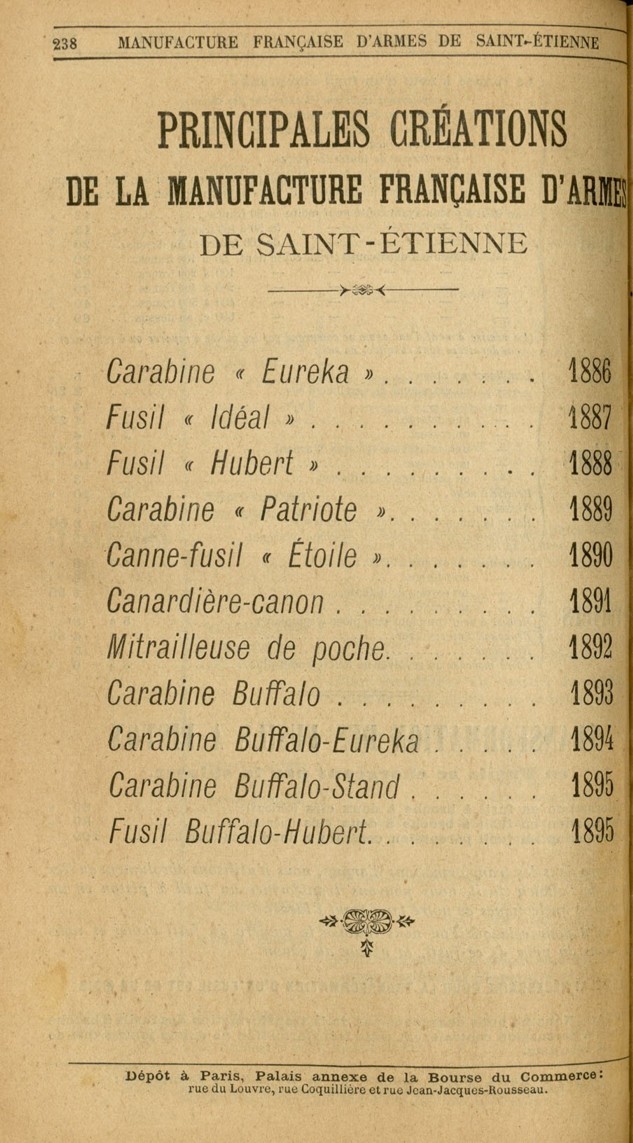 238 MANUFACTURE FRANÇAISE D'ARMES DE SAINT-ÉTIENNE
PRINCIPALES CRÉATIONS
DE LA MANUFACTURE FRANÇAISE D'ARMES
DE SAINT-ÉTIENNE
Carabine « Eureka » . . . . . . . 1886
Fusil « Idéal » . . . . . . . . . . 1887
Fusil « Hubert » . . . . . . . . . 1888
Carabine « Patriote » . . . . . . . 1889
Canne-fusil « Étoile » . . . . . . . 1890
Canardière-canon . . . . . . . . . 1891
Mitrailleuse de poche . . . . . . . 1892
Carabine Buffalo . . . . . . . . . 1893
Carabine Buffalo-Eureka . . . . . 1894
Carabine Buffalo-Stand . . . . . . 1895
Fusil Buffalo-Hubert . . . . . . . . 1895
Dépôt à Paris, Palais annexe de la Bourse du Commerce:
rue du Louvre, rue Coquillière et rue Jean-Jacques-Rousseau.